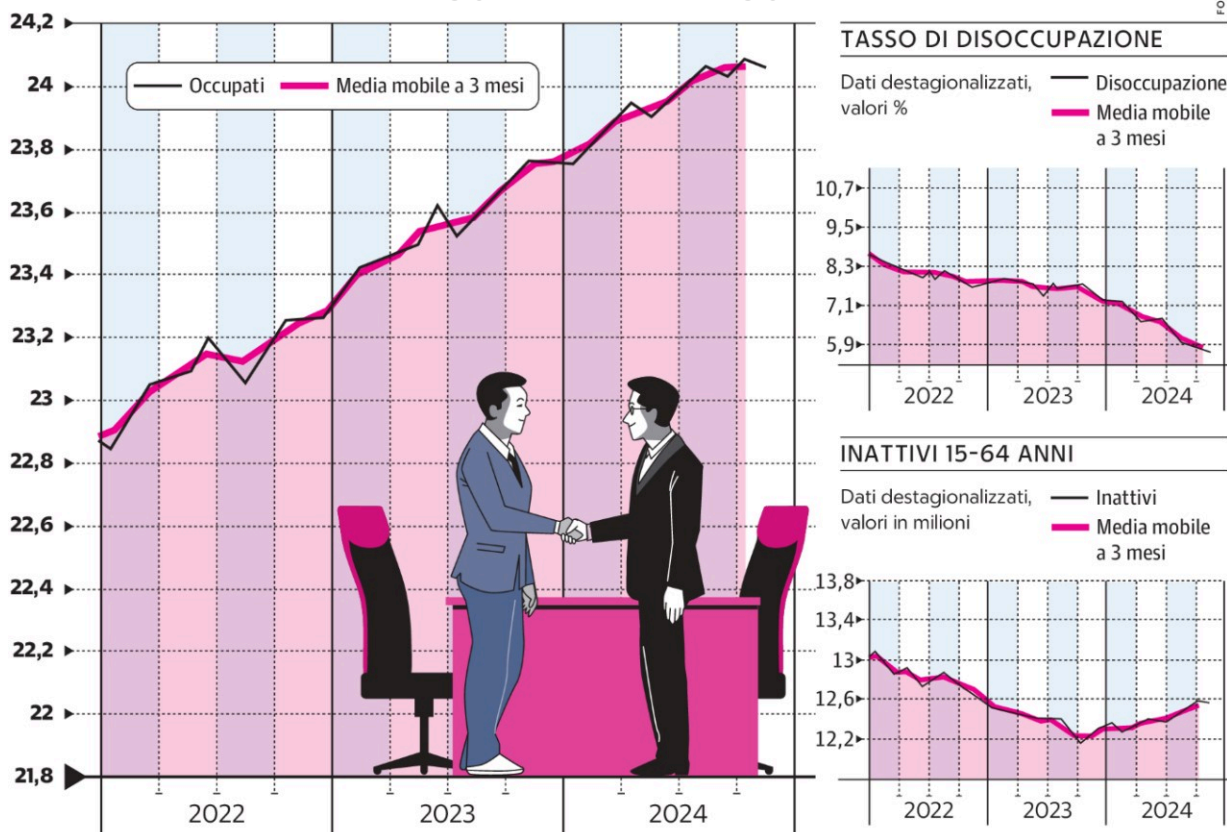 24,2
24
23,8
23,6
23,4
23,2
23
22,8
22,6
22,4
22,2
22
21,8
Occupati
Media mobile a 3 mesi
2022
2023
2024
TASSO DI DISOCCUPAZIONE
Dati destagionalizzati,
valori %
Disoccupazione
Media mobile
a 3 mesi
10,7
9,5
8,3
7,1
5,9
2022
2023
2024
INATTIVI 15-64 ANNI
Dati destagionalizzati,
valori in milioni
Inattivi
Media mobile
a 3 mesi
13,8
13,4
13
12,6
12,2
2022
2023
2024